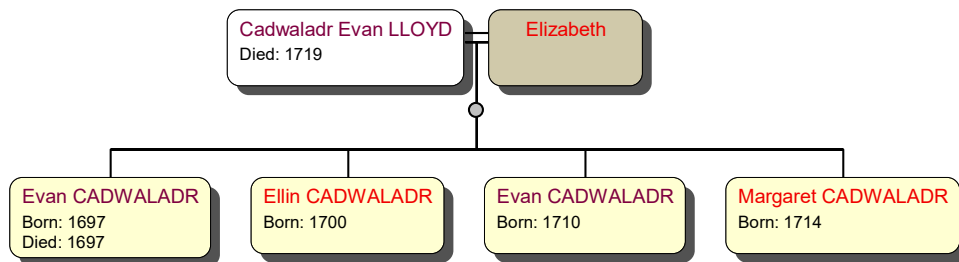 Cadwaladr Evan LLOYD
Died: 1719
Elizabeth
Evan CADWALADR
Born: 1697
Died: 1697
Ellin CADWALADR
Born: 1700
Evan CADWALADR
Born: 1710
Margaret CADWALADR
Born: 1714